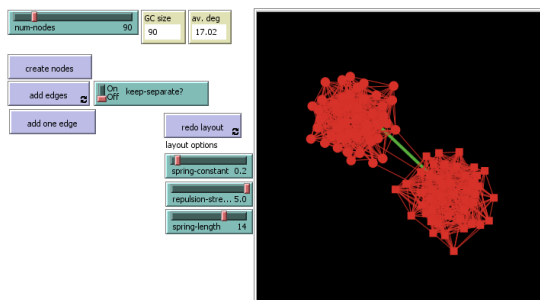 num-nodes 90
GC size
90
av. deg
17.02
create nodes
add edges
On
Off
keep-separate?
add one edge
redo layout
layout options
spring-constant 0.2
repulsion-stre... 5.0
spring-length 14